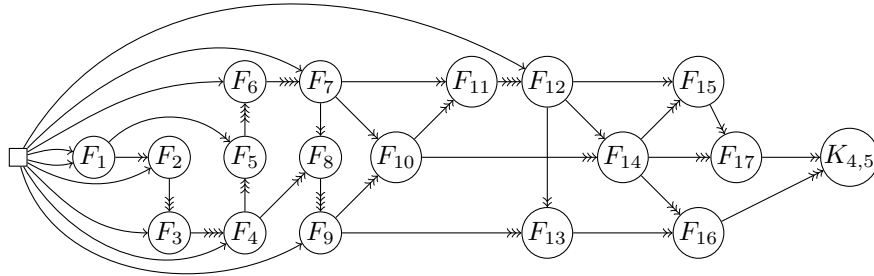 F₆ F₇ F₁₁ F₁₂ F₁₅
F₁ F₂ F₅ F₈ F₁₀ F₁₄ F₁₇ K₄,₅
F₃ F₄ F₉ F₁₃ F₁₆